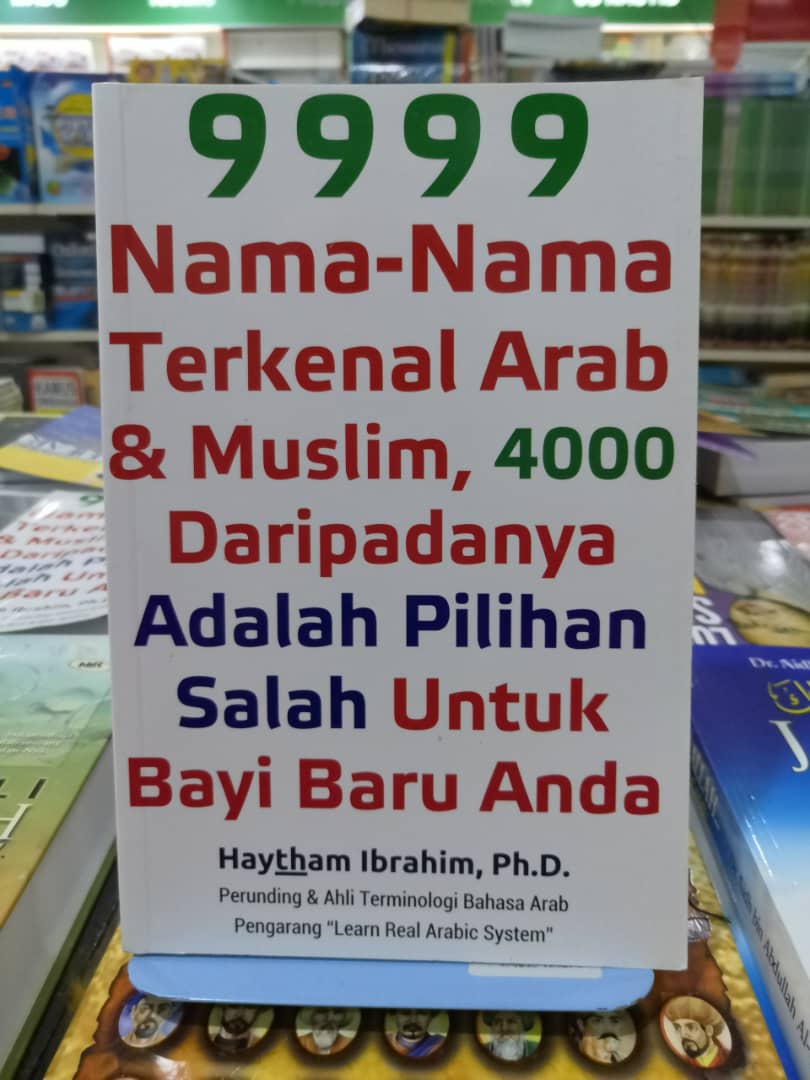 9999
Nama-Nama
Terkenal Arab
& Muslim, 4000
Daripadanya
Adalah Pilihan
Salah Untuk
Bayi Baru Anda
Haytham Ibrahim, Ph.D.
Perunding & Ahli Terminologi Bahasa Arab
Pengarang “Learn Real Arabic System”
KAMUS